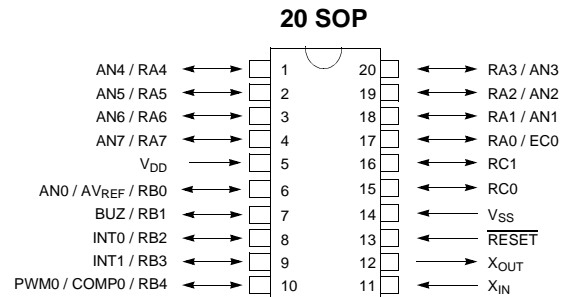 20 SOP
AN4 / RA4 1 20 RA3 / AN3
AN5 / RA5 2 19 RA2 / AN2
AN6 / RA6 3 18 RA1 / AN1
AN7 / RA7 4 17 RA0 / EC0
VDD 5 16 RC1
AN0 / AVREF / RB0 6 15 RC0
BUZ / RB1 7 14 VSS
INT0 / RB2 8 13 RESET
INT1 / RB3 9 12 XOUT
PWM0 / COMP0 / RB4 10 11 XIN